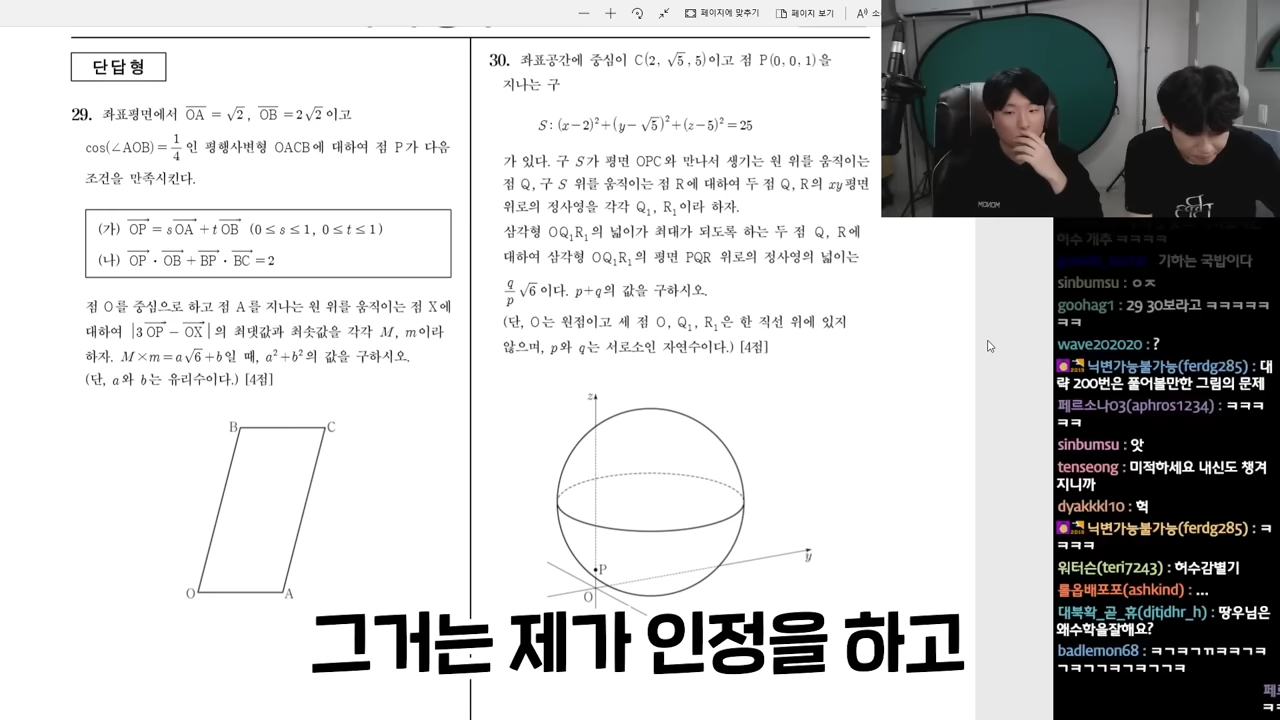 페이지에 맞추기
페이지 보기
소
단답형
29. 좌표평면에서 OA = √2, OB = 2√2 이고
cos(∠AOB) = 1/4 인 평행사변형 OACB에 대하여 점 P가 다음
조건을 만족시킨다.
(가) OP = sOA + tOB (0≤s≤1, 0≤t≤1)
(나) OP · OB + BP · BC = 2
점 O를 중심으로 하고 점 A를 지나는 원 위를 움직이는 점 X에
대하여 |3OP − OX|의 최댓값과 최솟값을 각각 M, m이라
하자. M×m = a√6 + b일 때, a²+b²의 값을 구하시오.
(단, a와 b는 유리수이다.) [4점]
B C
O A
30. 좌표공간에 중심이 C(2, √5, 5)이고 점 P(0, 0, 1)을
지나는 구
S : (x−2)²+(y−√5)²+(z−5)²=25
가 있다. 구 S가 평면 OPC와 만나서 생기는 원 위를 움직이는
점 Q, 구 S 위를 움직이는 점 R에 대하여 두 점 Q, R의 xy평면
위로의 정사영을 각각 Q₁, R₁이라 하자.
삼각형 OQ₁R₁의 넓이가 최대가 되도록 하는 두 점 Q, R에
대하여 삼각형 OQ₁R₁의 평면 PQR 위로의 정사영의 넓이는
q/p √6 이다. p+q의 값을 구하시오.
(단, O는 원점이고 세 점 O, Q₁, R₁은 한 직선 위에 있지
않으며, p와 q는 서로소인 자연수이다.) [4점]
z
y
P
O
MONOM
허수 개추 ㅋㅋㅋㅋ
기하는 국밥이다
sinbumsu : ㅇㅈ
goohag1 : 29 30보라고 ㅋㅋㅋㅋㅋㅋ
ㅋㅋ
wave202020 : ?
닉변가능불가능(ferdg285) : 대
략 200번은 풀어볼만한 그림의 문제
페르소나03(aphros1234) : ㅋㅋㅋ
ㅋㅋ
sinbumsu : 앗
tenseong : 미적하세요 내신도 챙겨
지니까
dyakkkl10 : 헉
닉변가능불가능(ferdg285) : ㅋ
ㅋㅋㅋ
워터슨(teri7243) : 허수감별기
롤옵배포포(ashkind) : ...
대북확_곧_휴(djtjdhr_h) : 땅우님은
왜수학을잘해요?
badlemon68 : ㅋㄱㅋㄱㄲㅋㅋㄱㅋ
ㄱㅋㄱㄱㅋㄱㅋㄱㄱㅋ
페르
ㅋㅋ
그거는 제가 인정을 하고